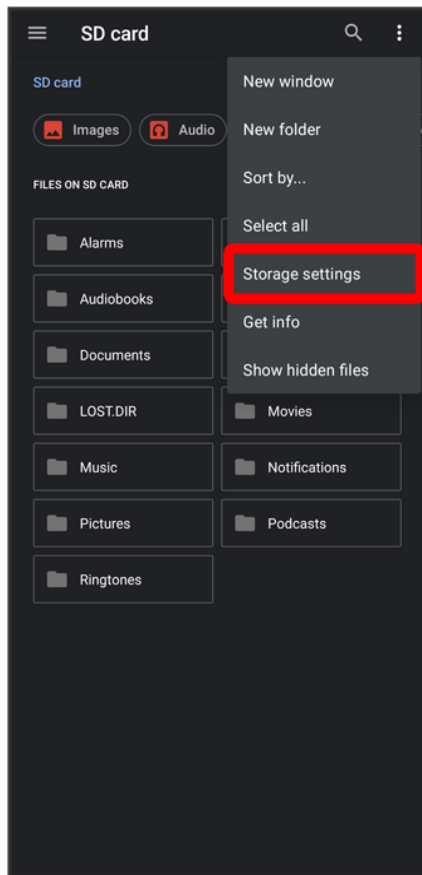 SD card
SD card
Images
Audio
FILES ON SD CARD
Alarms
Audiobooks
Documents
LOST.DIR
Movies
Music
Notifications
Pictures
Podcasts
Ringtones
New window
New folder
Sort by...
Select all
Storage settings
Get info
Show hidden files